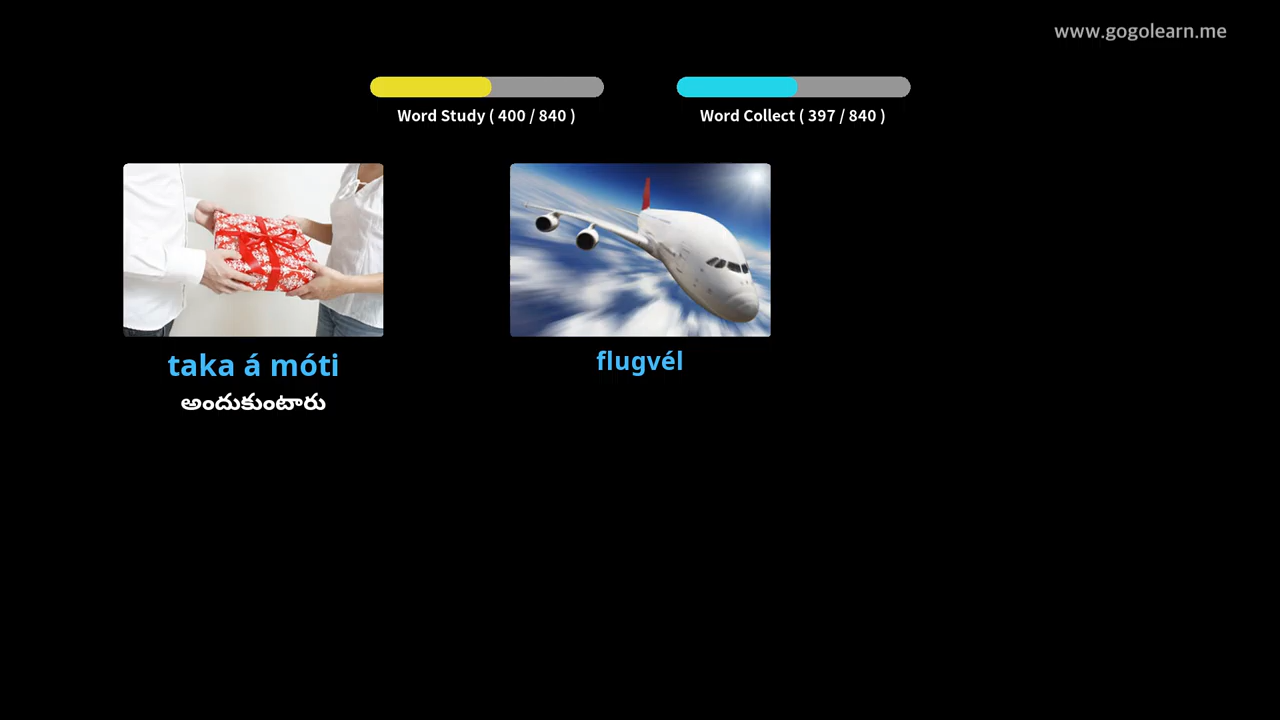 www.gogolearn.me
Word Study ( 400 / 840 )
Word Collect ( 397 / 840 )
taka á móti
అందుకుంటారు
flugvél